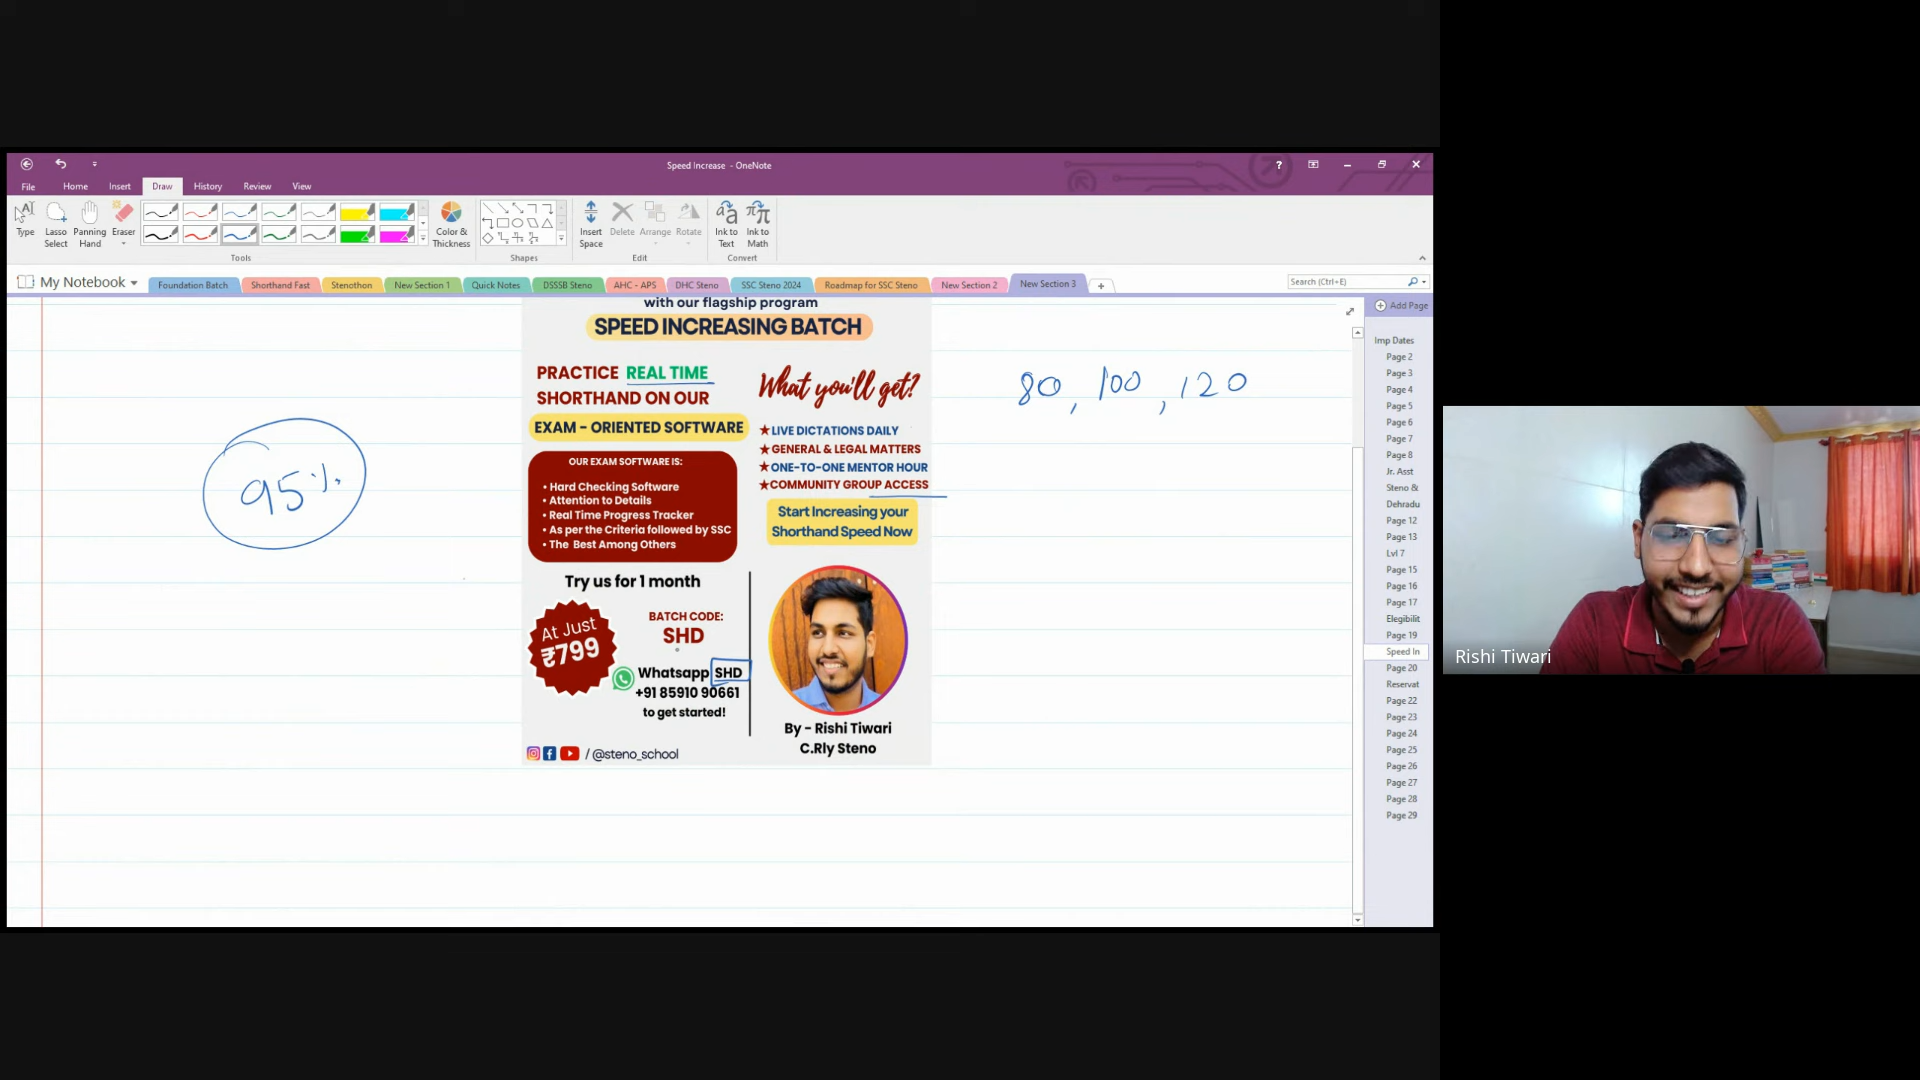 Speed Increase - OneNote
?
File Home Insert Draw History Review View
Type
Lasso Select
Panning Hand
Eraser
Color & Thickness
Insert Space
Delete
Arrange
Rotate
Ink to Text
Ink to Math
Tools
Shapes
Edit
Convert
My Notebook
Foundation Batch
Shorthand Fast
Stenothon
New Section 1
Quick Notes
DSSSB Steno
AHC - APS
DHC Steno
SSC Steno 2024
Roadmap for SSC Steno
New Section 2
New Section 3
Search (Ctrl+E)
with our flagship program
SPEED INCREASING BATCH
PRACTICE REAL TIME
SHORTHAND ON OUR
EXAM - ORIENTED SOFTWARE
OUR EXAM SOFTWARE IS:
• Hard Checking Software
• Attention to Details
• Real Time Progress Tracker
• As per the Criteria followed by SSC
• The Best Among Others
What you'll get?
★LIVE DICTATIONS DAILY
★GENERAL & LEGAL MATTERS
★ONE-TO-ONE MENTOR HOUR
★COMMUNITY GROUP ACCESS
Start Increasing your
Shorthand Speed Now
Try us for 1 month
At Just
₹799
BATCH CODE:
SHD
Whatsapp SHD
+91 85910 90661
to get started!
By - Rishi Tiwari
C.Rly Steno
/ @steno_school
95%
80, 100, 120
Add Page
Imp Dates
Page 2
Page 3
Page 4
Page 5
Page 6
Page 7
Page 8
Jr. Asst
Steno &
Dehradu
Page 12
Page 13
Lvl 7
Page 15
Page 16
Page 17
Elegibilit
Page 19
Speed In
Page 20
Reservat
Page 22
Page 23
Page 24
Page 25
Page 26
Page 27
Page 28
Page 29
Rishi Tiwari